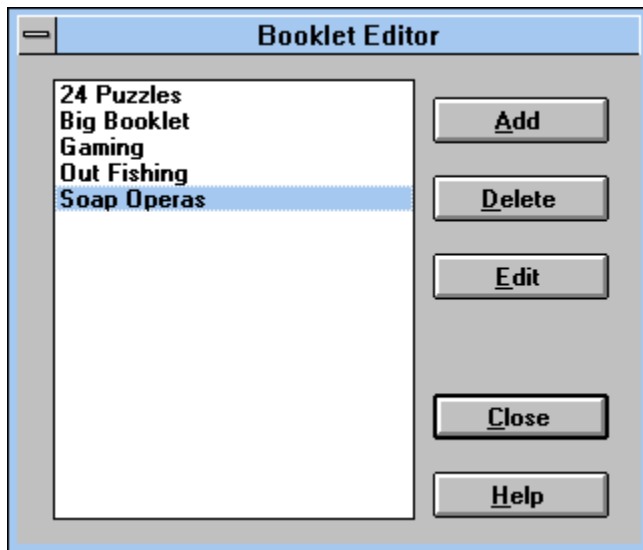 Booklet Editor
24 Puzzles
Big Booklet
Gaming
Out Fishing
Soap Operas
Add
Delete
Edit
Close
Help